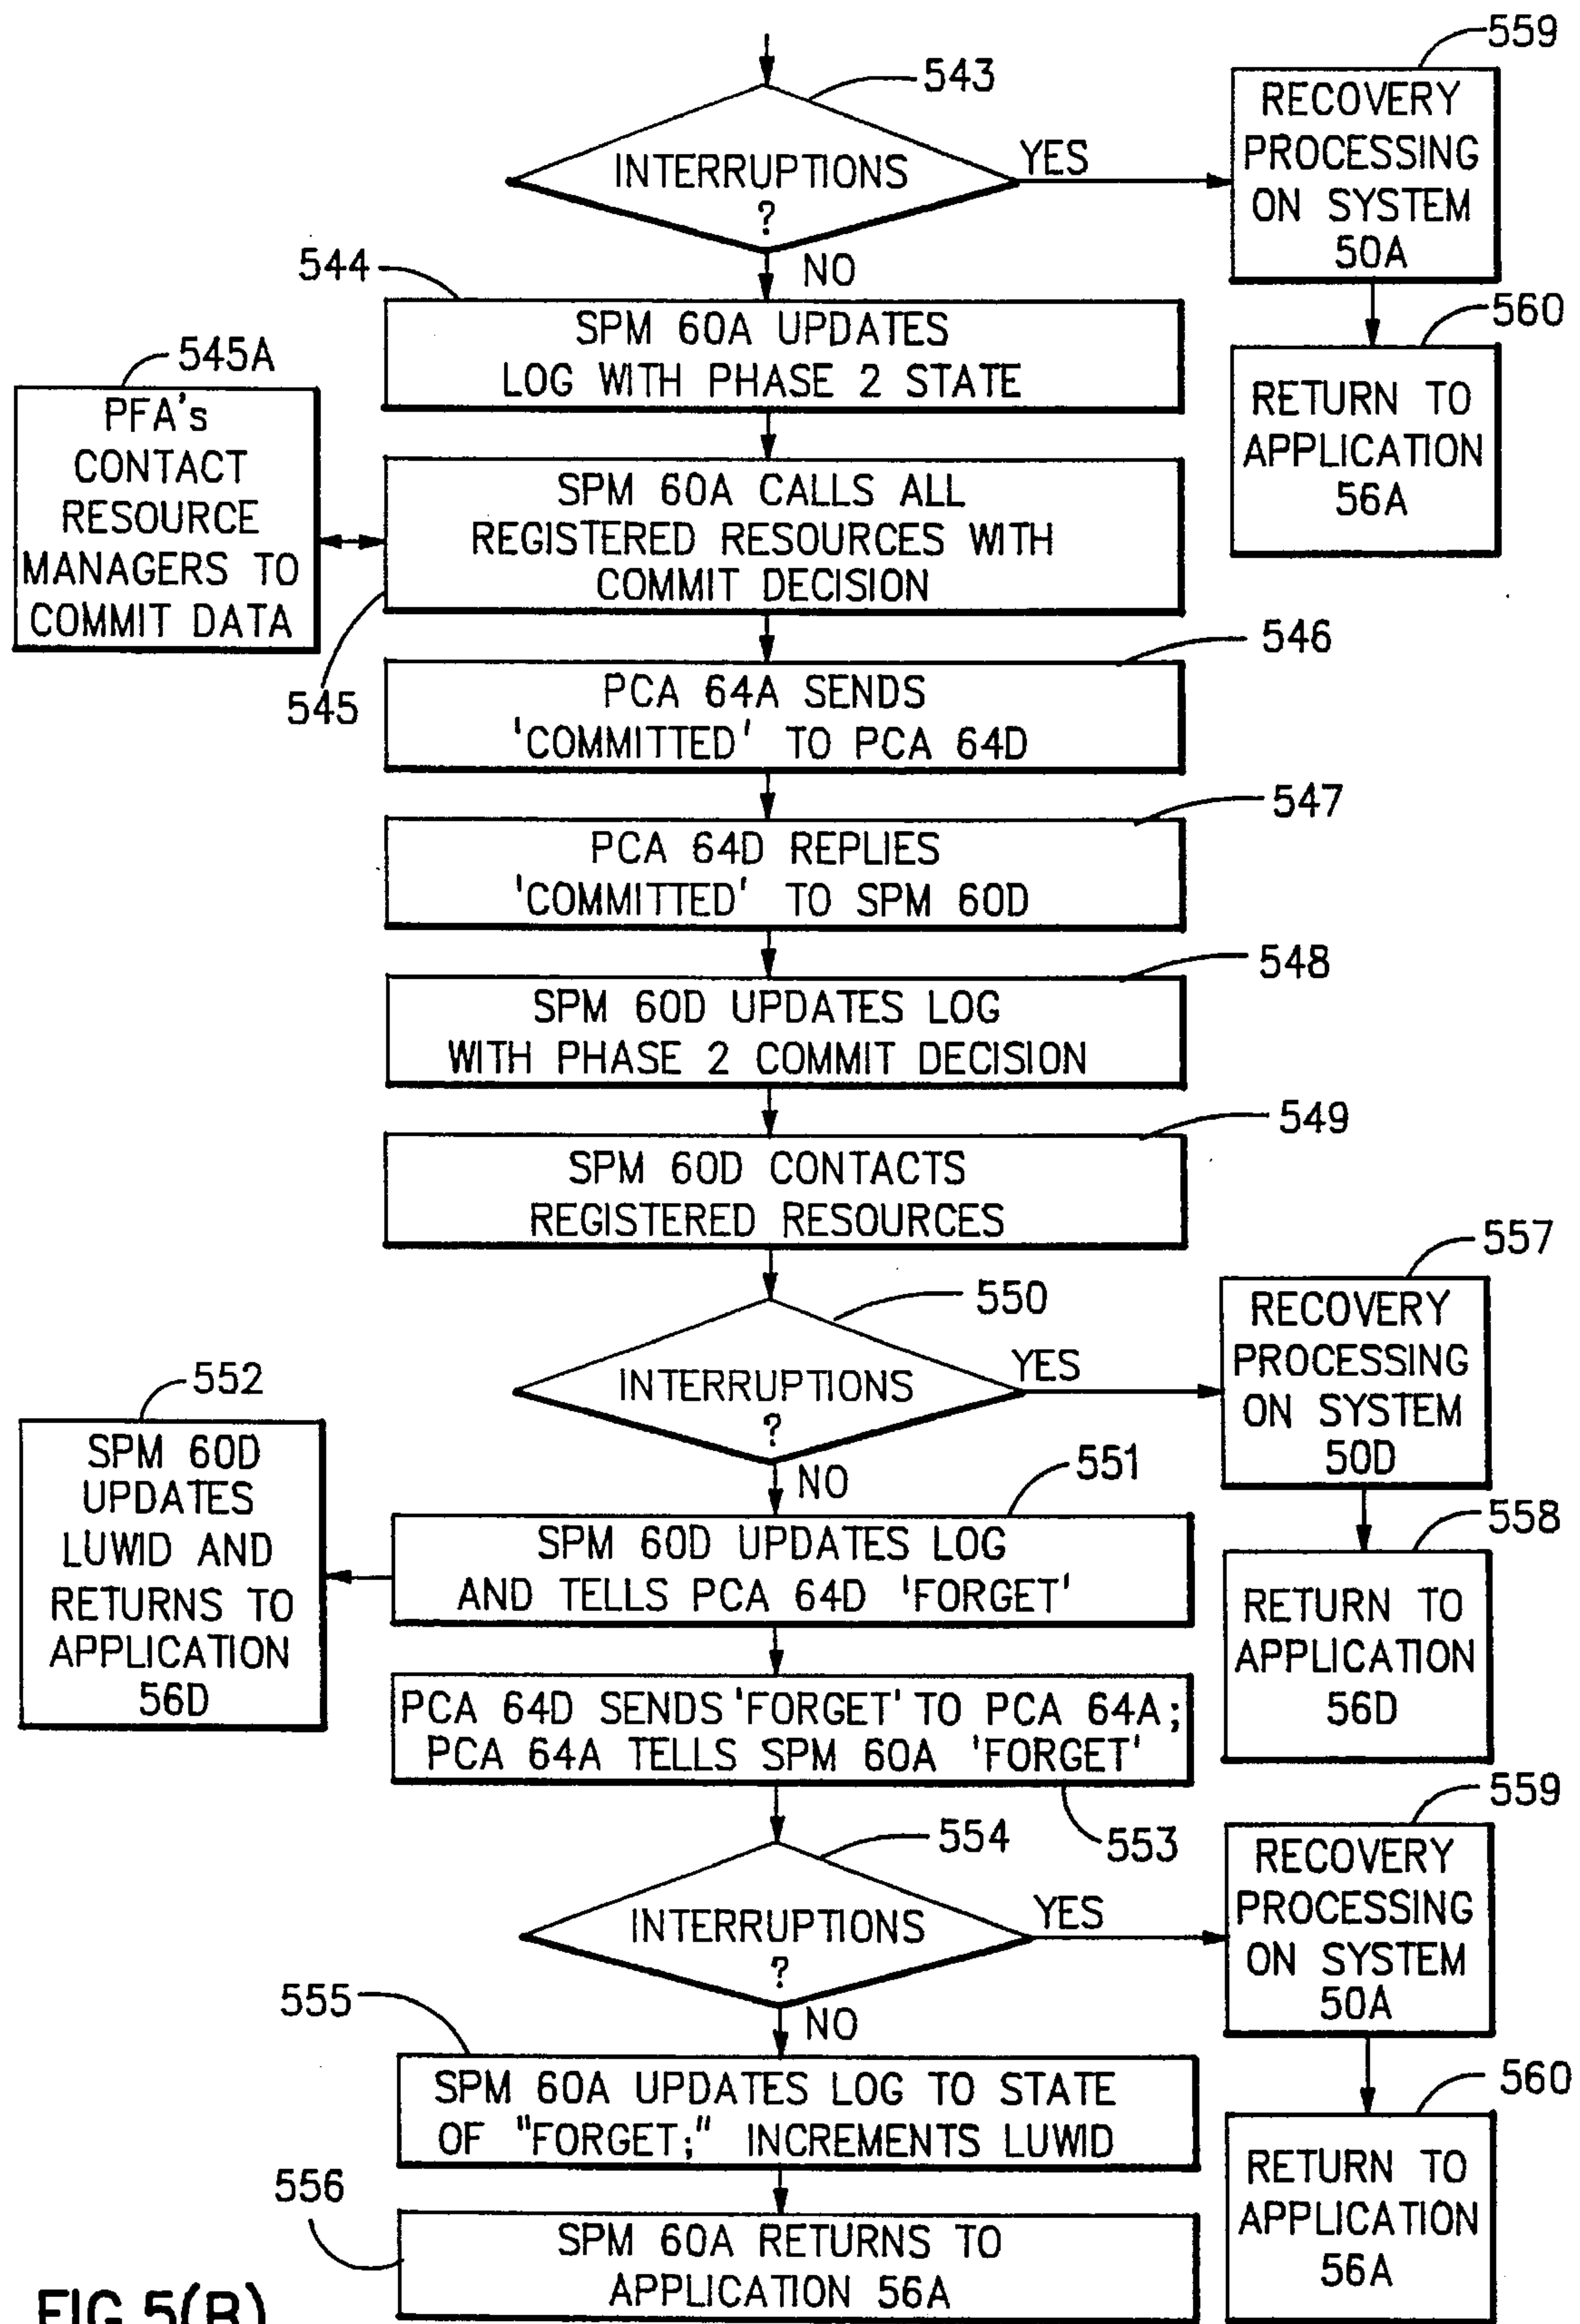 543
INTERRUPTIONS
?
YES
NO
559
RECOVERY
PROCESSING
ON SYSTEM
50A
560
RETURN TO
APPLICATION
56A
544
SPM 60A UPDATES
LOG WITH PHASE 2 STATE
545A
PFA's
CONTACT
RESOURCE
MANAGERS TO
COMMIT DATA
SPM 60A CALLS ALL
REGISTERED RESOURCES WITH
COMMIT DECISION
545
546
PCA 64A SENDS
'COMMITTED' TO PCA 64D
547
PCA 64D REPLIES
'COMMITTED' TO SPM 60D
548
SPM 60D UPDATES LOG
WITH PHASE 2 COMMIT DECISION
549
SPM 60D CONTACTS
REGISTERED RESOURCES
550
INTERRUPTIONS
?
YES
NO
557
RECOVERY
PROCESSING
ON SYSTEM
50D
558
RETURN TO
APPLICATION
56D
551
SPM 60D UPDATES LOG
AND TELLS PCA 64D 'FORGET'
552
SPM 60D
UPDATES
LUWID AND
RETURNS TO
APPLICATION
56D
PCA 64D SENDS 'FORGET' TO PCA 64A;
PCA 64A TELLS SPM 60A 'FORGET'
553
554
INTERRUPTIONS
?
YES
NO
559
RECOVERY
PROCESSING
ON SYSTEM
50A
560
RETURN TO
APPLICATION
56A
555
SPM 60A UPDATES LOG TO STATE
OF "FORGET;" INCREMENTS LUWID
556
SPM 60A RETURNS TO
APPLICATION 56A
FIG.5(B)